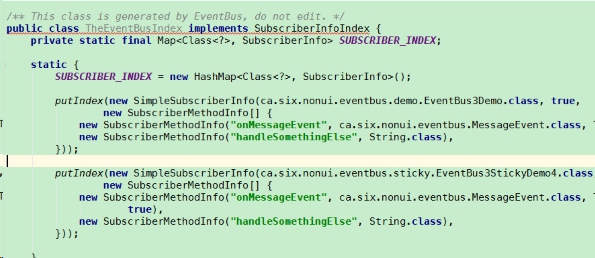 /** This class is generated by EventBus, do not edit. */
public class TheEventBusIndex implements SubscriberInfoIndex {
private static final Map<Class<?>, SubscriberInfo> SUBSCRIBER_INDEX;
static {
SUBSCRIBER_INDEX = new HashMap<Class<?>, SubscriberInfo>();
putIndex(new SimpleSubscriberInfo(ca.six.nonui.eventbus.demo.EventBus3Demo.class, true,
new SubscriberMethodInfo[] {
new SubscriberMethodInfo("onMessageEvent", ca.six.nonui.eventbus.MessageEvent.class,
new SubscriberMethodInfo("handleSomethingElse", String.class),
}));
putIndex(new SimpleSubscriberInfo(ca.six.nonui.eventbus.sticky.EventBus3StickyDemo4.class
new SubscriberMethodInfo[] {
new SubscriberMethodInfo("onMessageEvent", ca.six.nonui.eventbus.MessageEvent.class,
true),
new SubscriberMethodInfo("handleSomethingElse", String.class),
}));
}